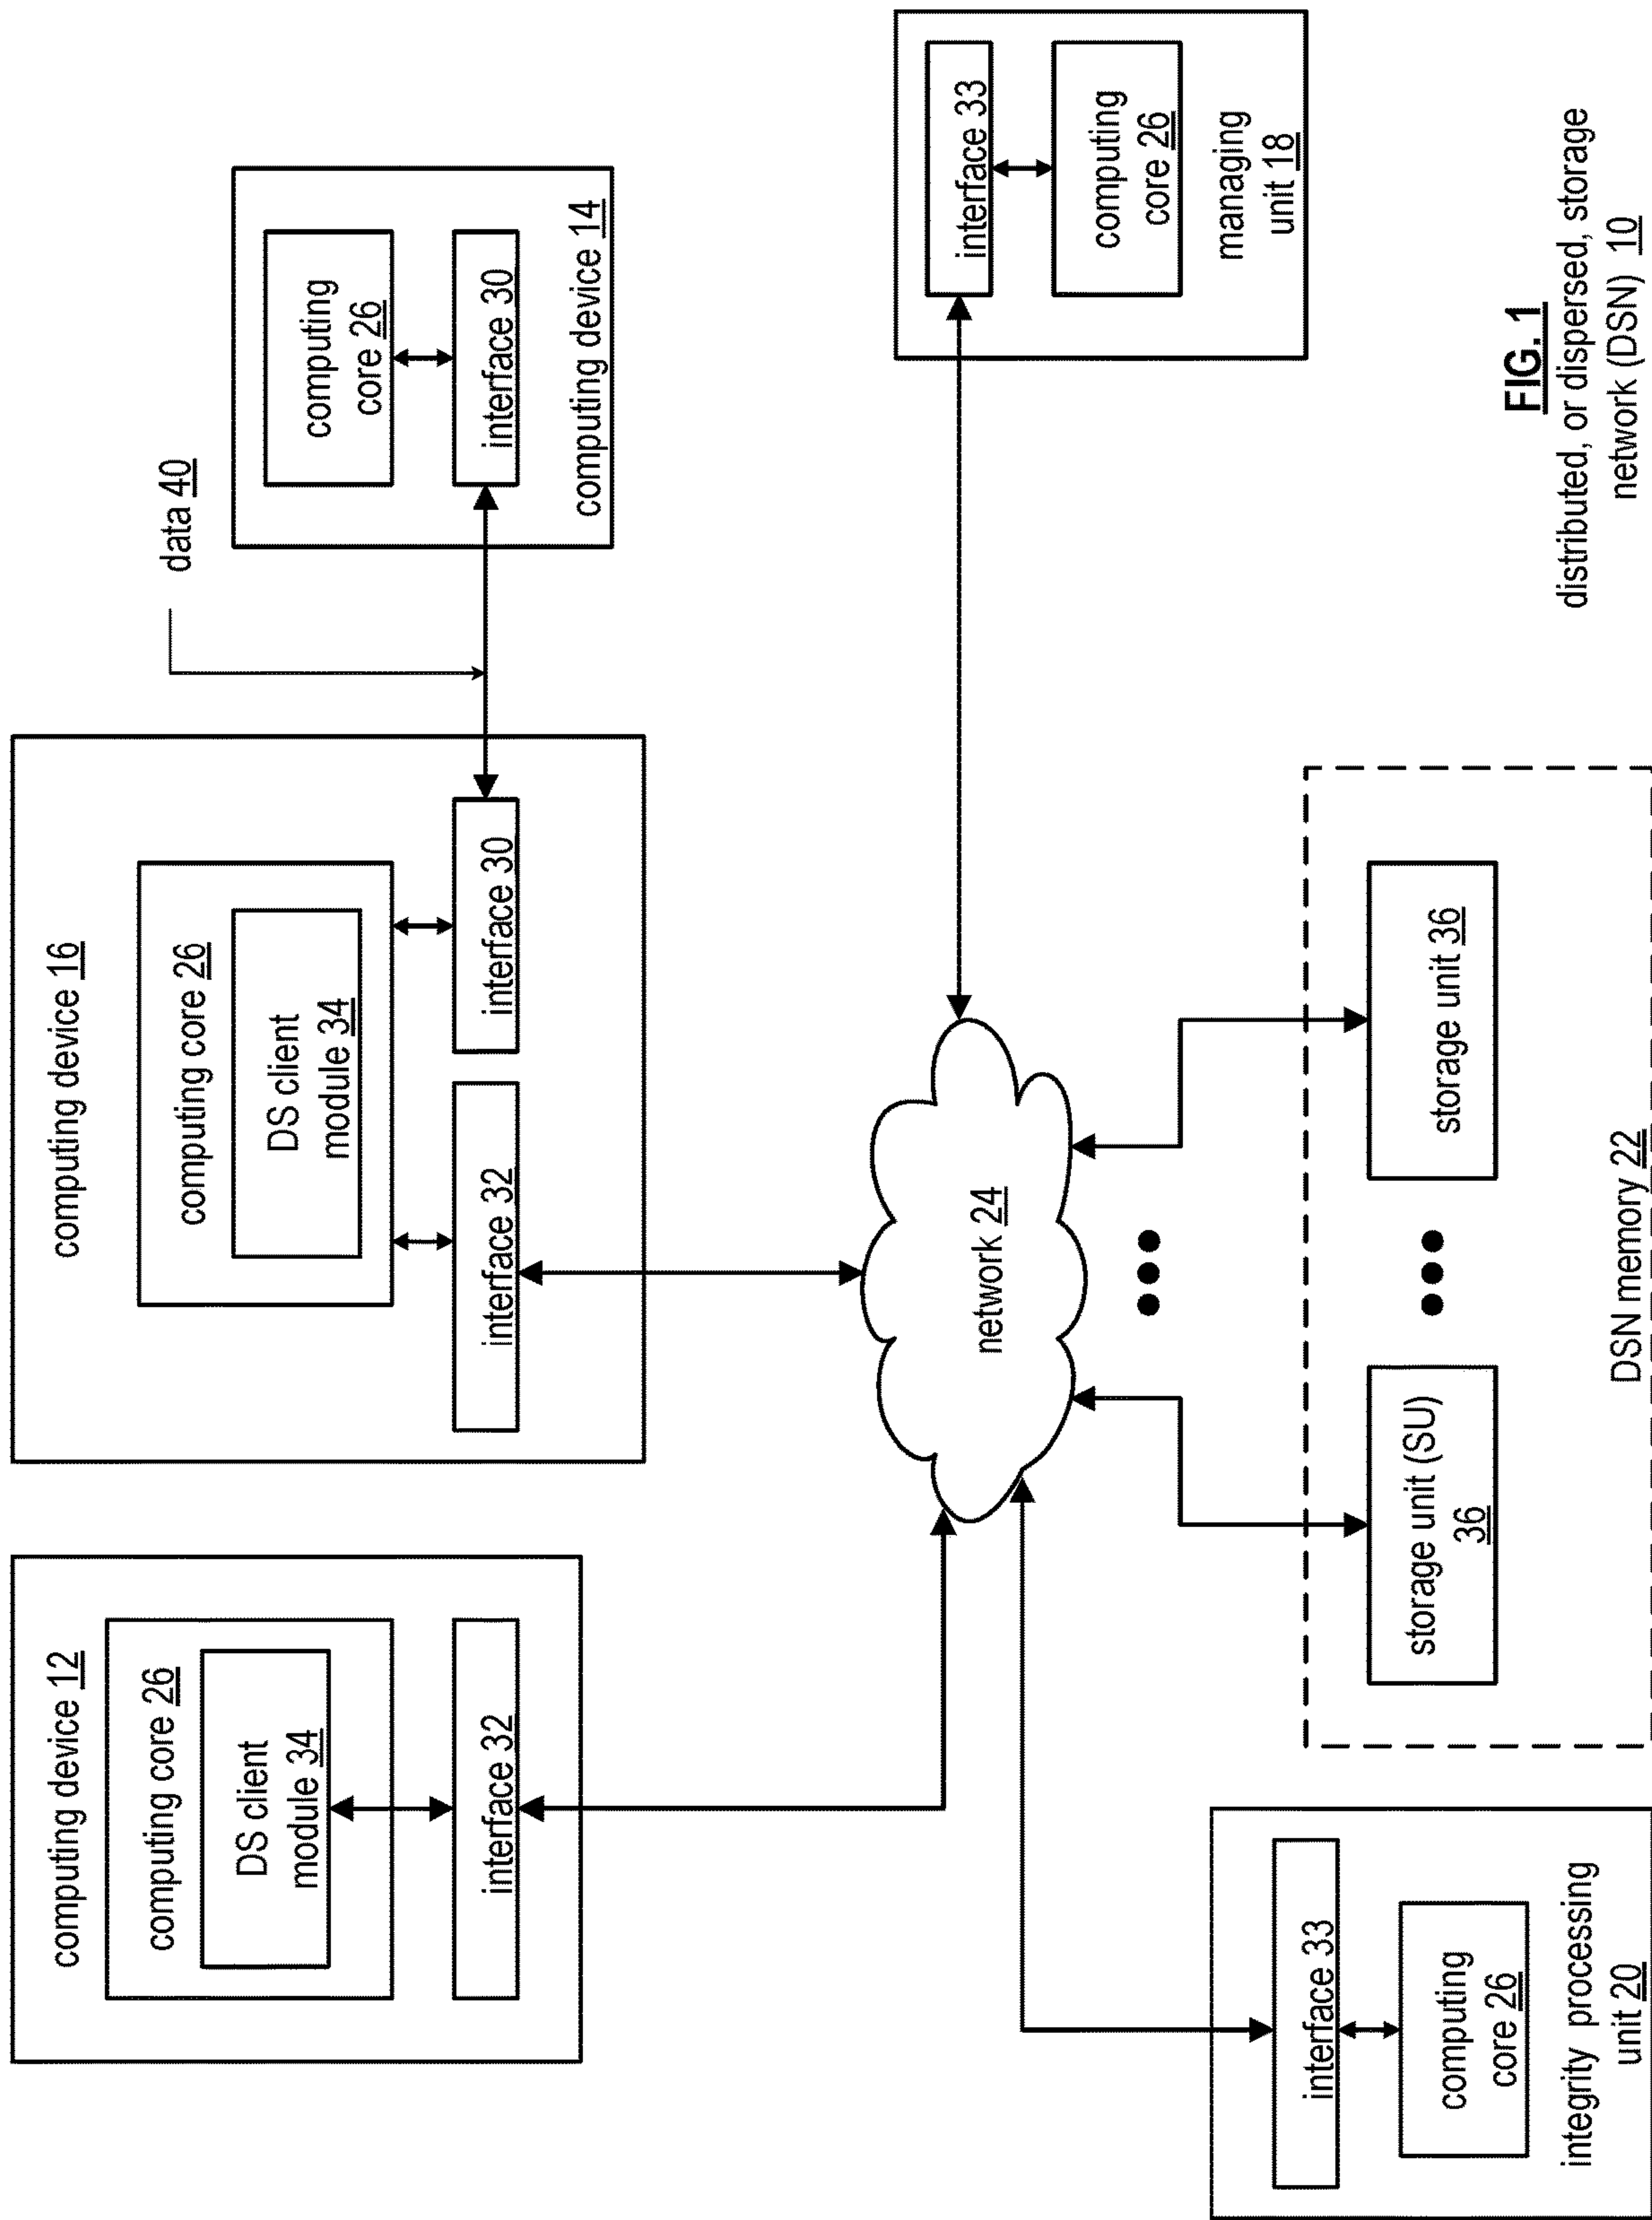 computing device 12
computing core 26
DS client
module 34
interface 32
computing device 16
computing core 26
DS client
module 34
interface 32
interface 30
data 40
computing
core 26
interface 30
computing device 14
network 24
interface 33
computing
core 26
managing
unit 18
interface 33
computing
core 26
integrity processing
unit 20
storage unit (SU)
36
storage unit 36
DSN memory 22
FIG. 1
distributed, or dispersed, storage
network (DSN) 10